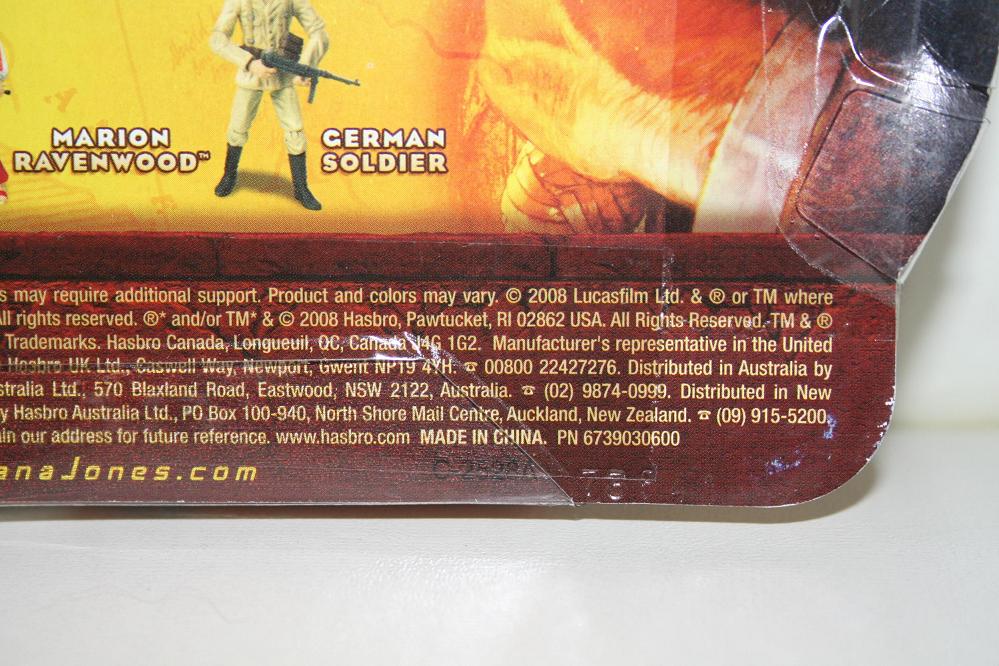 MARION
RAVENWOOD™
GERMAN
SOLDIER
s may require additional support. Product and colors may vary. © 2008 Lucasfilm Ltd. & ® or TM where
All rights reserved. ®* and/or TM* & © 2008 Hasbro, Pawtucket, RI 02862 USA. All Rights Reserved. TM & ®
Trademarks. Hasbro Canada, Longueuil, QC, Canada J4G 1G2. Manufacturer's representative in the United
Hasbro UK Ltd., Caswell Way, Newport, Gwent NP19 4YH. ☎ 00800 22427276. Distributed in Australia by
stralia Ltd., 570 Blaxland Road, Eastwood, NSW 2122, Australia. ☎ (02) 9874-0999. Distributed in New
y Hasbro Australia Ltd., PO Box 100-940, North Shore Mail Centre, Auckland, New Zealand. ☎ (09) 915-5200.
ain our address for future reference. www.hasbro.com MADE IN CHINA. PN 6739030600
anaJones.com